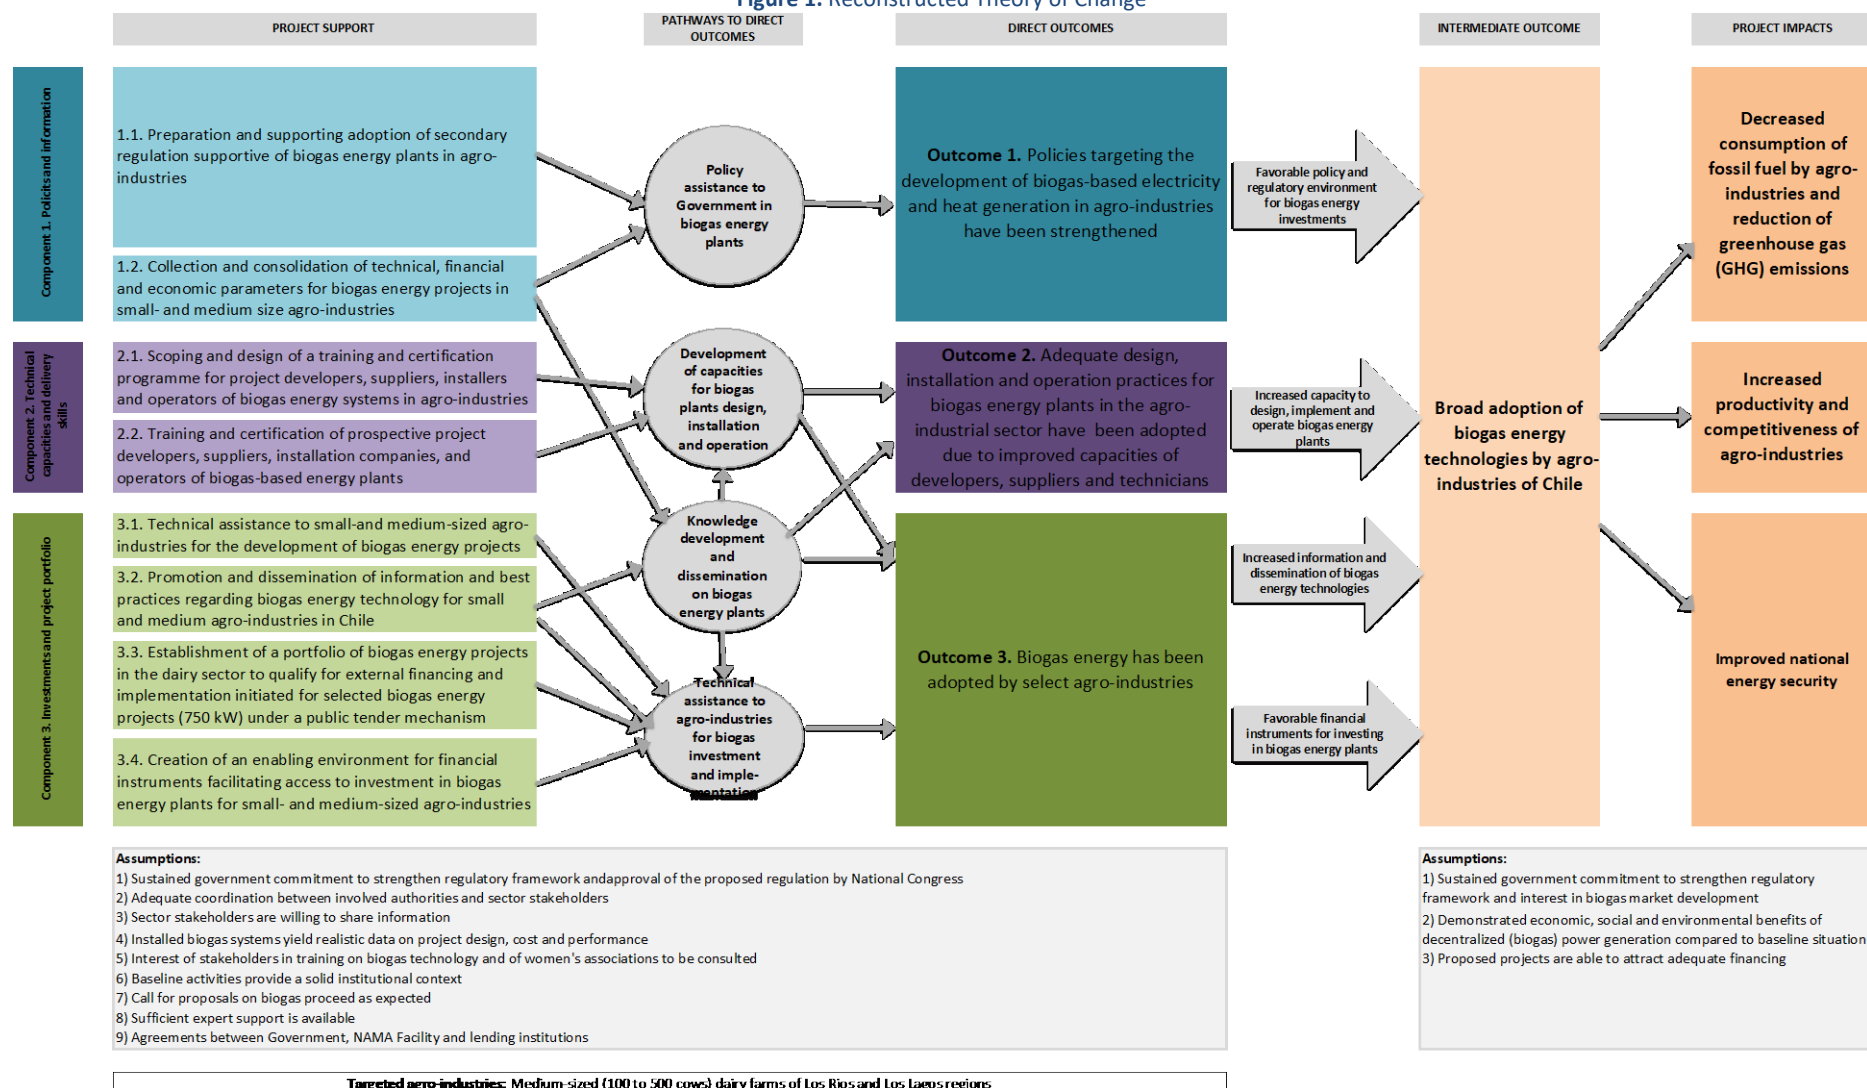 Figure 1. Reconstructed Theory of Change
PROJECT SUPPORT
PATHWAYS TO DIRECT
OUTCOMES
DIRECT OUTCOMES
INTERMEDIATE OUTCOME
PROJECT IMPACTS
Component 1. Policits and information
1.1. Preparation and supporting adoption of secondary
regulation supportive of biogas energy plants in agro-
industries
1.2. Collection and consolidation of technical, financial
and economic parameters for biogas energy projects in
small- and medium size agro-industries
Component 2. Technical
capacities and delivery
skills
2.1. Scoping and design of a training and certification
programme for project developers, suppliers, installers
and operators of biogas energy systems in agro-industries
2.2. Training and certification of prospective project
developers, suppliers, installation companies, and
operators of biogas-based energy plants
Component 3. Investments and project portfolio
3.1. Technical assistance to small-and medium-sized agro-
industries for the development of biogas energy projects
3.2. Promotion and dissemination of information and best
practices regarding biogas energy technology for small
and medium agro-industries in Chile
3.3. Establishment of a portfolio of biogas energy projects
in the dairy sector to qualify for external financing and
implementation initiated for selected biogas energy
projects (750 kW) under a public tender mechanism
3.4. Creation of an enabling environment for financial
instruments facilitating access to investment in biogas
energy plants for small- and medium-sized agro-industries
Policy
assistance to
Government in
biogas energy
plants
Development
of capacities
for biogas
plants design,
installation
and operation
Knowledge
development
and
dissemination
on biogas
energy plants
Technical
assistance to
agro-industries
for biogas
investment
and imple-
mentation
Outcome 1. Policies targeting the
development of biogas-based electricity
and heat generation in agro-industries
have been strengthened
Outcome 2. Adequate design,
installation and operation practices for
biogas energy plants in the agro-
industrial sector have been adopted
due to improved capacities of
developers, suppliers and technicians
Outcome 3. Biogas energy has been
adopted by select agro-industries
Favorable policy and
regulatory environment
for biogas energy
investments
Increased capacity to
design, implement and
operate biogas energy
plants
Increased information and
dissemination of biogas
energy technologies
Favorable financial
instruments for investing
in biogas energy plants
Broad adoption of
biogas energy
technologies by agro-
industries of Chile
Decreased
consumption of
fossil fuel by agro-
industries and
reduction of
greenhouse gas
(GHG) emissions
Increased
productivity and
competitiveness of
agro-industries
Improved national
energy security
Assumptions:
1) Sustained government commitment to strengthen regulatory framework andapproval of the proposed regulation by National Congress
2) Adequate coordination between involved authorities and sector stakeholders
3) Sector stakeholders are willing to share information
4) Installed biogas systems yield realistic data on project design, cost and performance
5) Interest of stakeholders in training on biogas technology and of women's associations to be consulted
6) Baseline activities provide a solid institutional context
7) Call for proposals on biogas proceed as expected
8) Sufficient expert support is available
9) Agreements between Government, NAMA Facility and lending institutions
Assumptions:
1) Sustained government commitment to strengthen regulatory
framework and interest in biogas market development
2) Demonstrated economic, social and environmental benefits of
decentralized (biogas) power generation compared to baseline situation
3) Proposed projects are able to attract adequate financing
Targeted agro-industries: Medium-sized (100 to 500 cows) dairy farms of Los Rios and Los Lagos regions